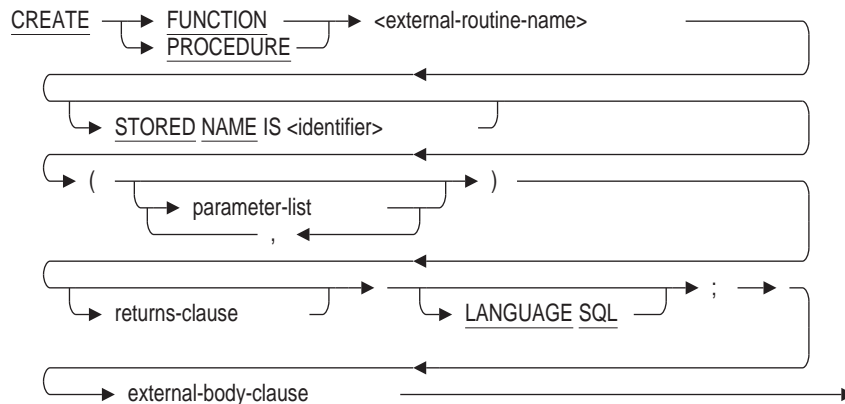 CREATE FUNCTION <external-routine-name>
PROCEDURE
STORED NAME IS <identifier>
( )
parameter-list
,
returns-clause ;
LANGUAGE SQL
external-body-clause